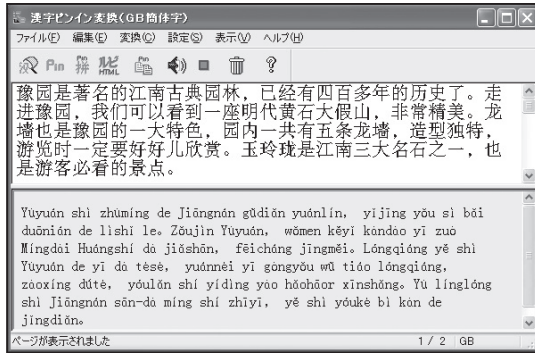 漢字ピンイン変換(GB簡体字)
ファイル(F) 編集(E) 変換(C) 設定(S) 表示(V) ヘルプ(H)
Pin 拼 HTML
豫园是著名的江南古典园林，已经有四百多年的历史了。走
进豫园，我们可以看到一座明代黄石大假山，非常精美。龙
墙也是豫园的一大特色，园内一共有五条龙墙，造型独特，
游览时一定要好好儿欣赏。玉玲珑是江南三大名石之一，也
是游客必看的景点。
Yùyuán shì zhùmíng de Jiāngnán gǔdiǎn yuánlín, yǐjīng yǒu sì bǎi
duōnián de lìshǐ le. Zǒujìn Yùyuán, wǒmen kěyǐ kàndào yī zuò
Míngdài Huángshí dà jiǎshān, fēicháng jīngměi. Lóngqiáng yě shì
Yùyuán de yī dà tèsè, yuánnèi yī gòngyǒu wǔ tiáo lóngqiáng,
zàoxíng dútè, yóulǎn shí yīdìng yào hǎohāor xīnshǎng. Yù línglóng
shì Jiāngnán sān-dà míng shí zhīyī, yě shì yóukè bì kàn de
jǐngdiǎn.
ページが表示されました 1 / 2 GB